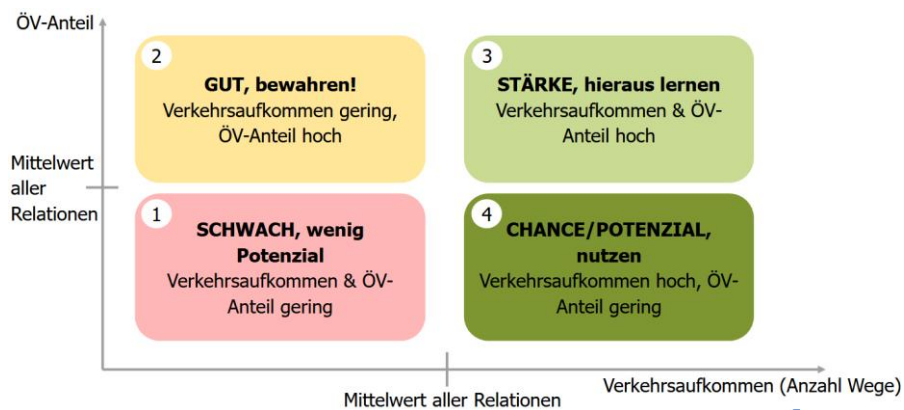 ÖV-Anteil
2
GUT, bewahren!
Verkehrsaufkommen gering,
ÖV-Anteil hoch
3
STÄRKE, hieraus lernen
Verkehrsaufkommen & ÖV-
Anteil hoch
Mittelwert
aller
Relationen
1
SCHWACH, wenig
Potenzial
Verkehrsaufkommen & ÖV-
Anteil gering
4
CHANCE/POTENZIAL,
nutzen
Verkehrsaufkommen hoch, ÖV-
Anteil gering
Mittelwert aller Relationen
Verkehrsaufkommen (Anzahl Wege)